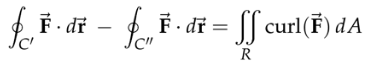 ∮_{C′} F⃗ · dr⃗ − ∮_{C″} F⃗ · dr⃗ = ∬_R curl(F⃗) dA